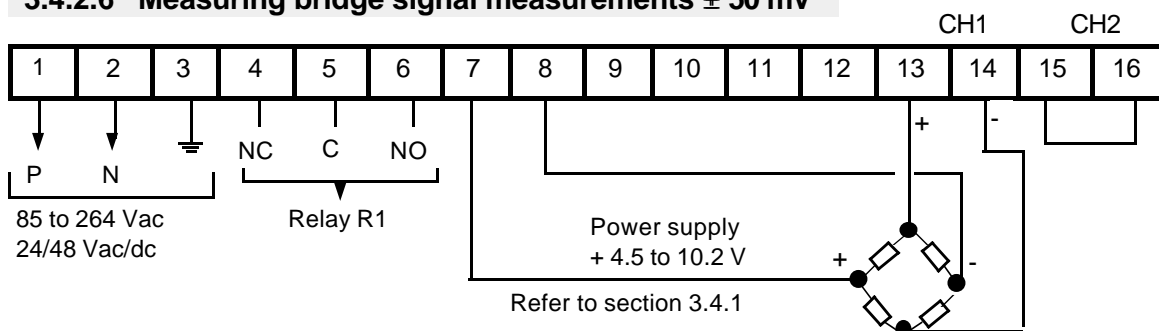 3.4.2.6 Measuring bridge signal measurements ± 50 mV
CH1 CH2
1 2 3 4 5 6 7 8 9 10 11 12 13 14 15 16
+ -
NC C NO
P N
85 to 264 Vac
24/48 Vac/dc
Relay R1
Power supply
+ 4.5 to 10.2 V
+ -
Refer to section 3.4.1